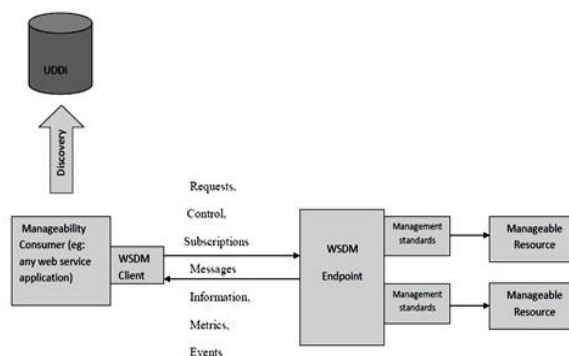 UDDI
Discovery
Manageability
Consumer (eg:
any web service
application)
WSDM
Client
Requests,
Control,
Subscriptions
Messages
Information,
Metrics,
Events
WSDM
Endpoint
Management
standards
Manageable
Resource
Management
standards
Manageable
Resource